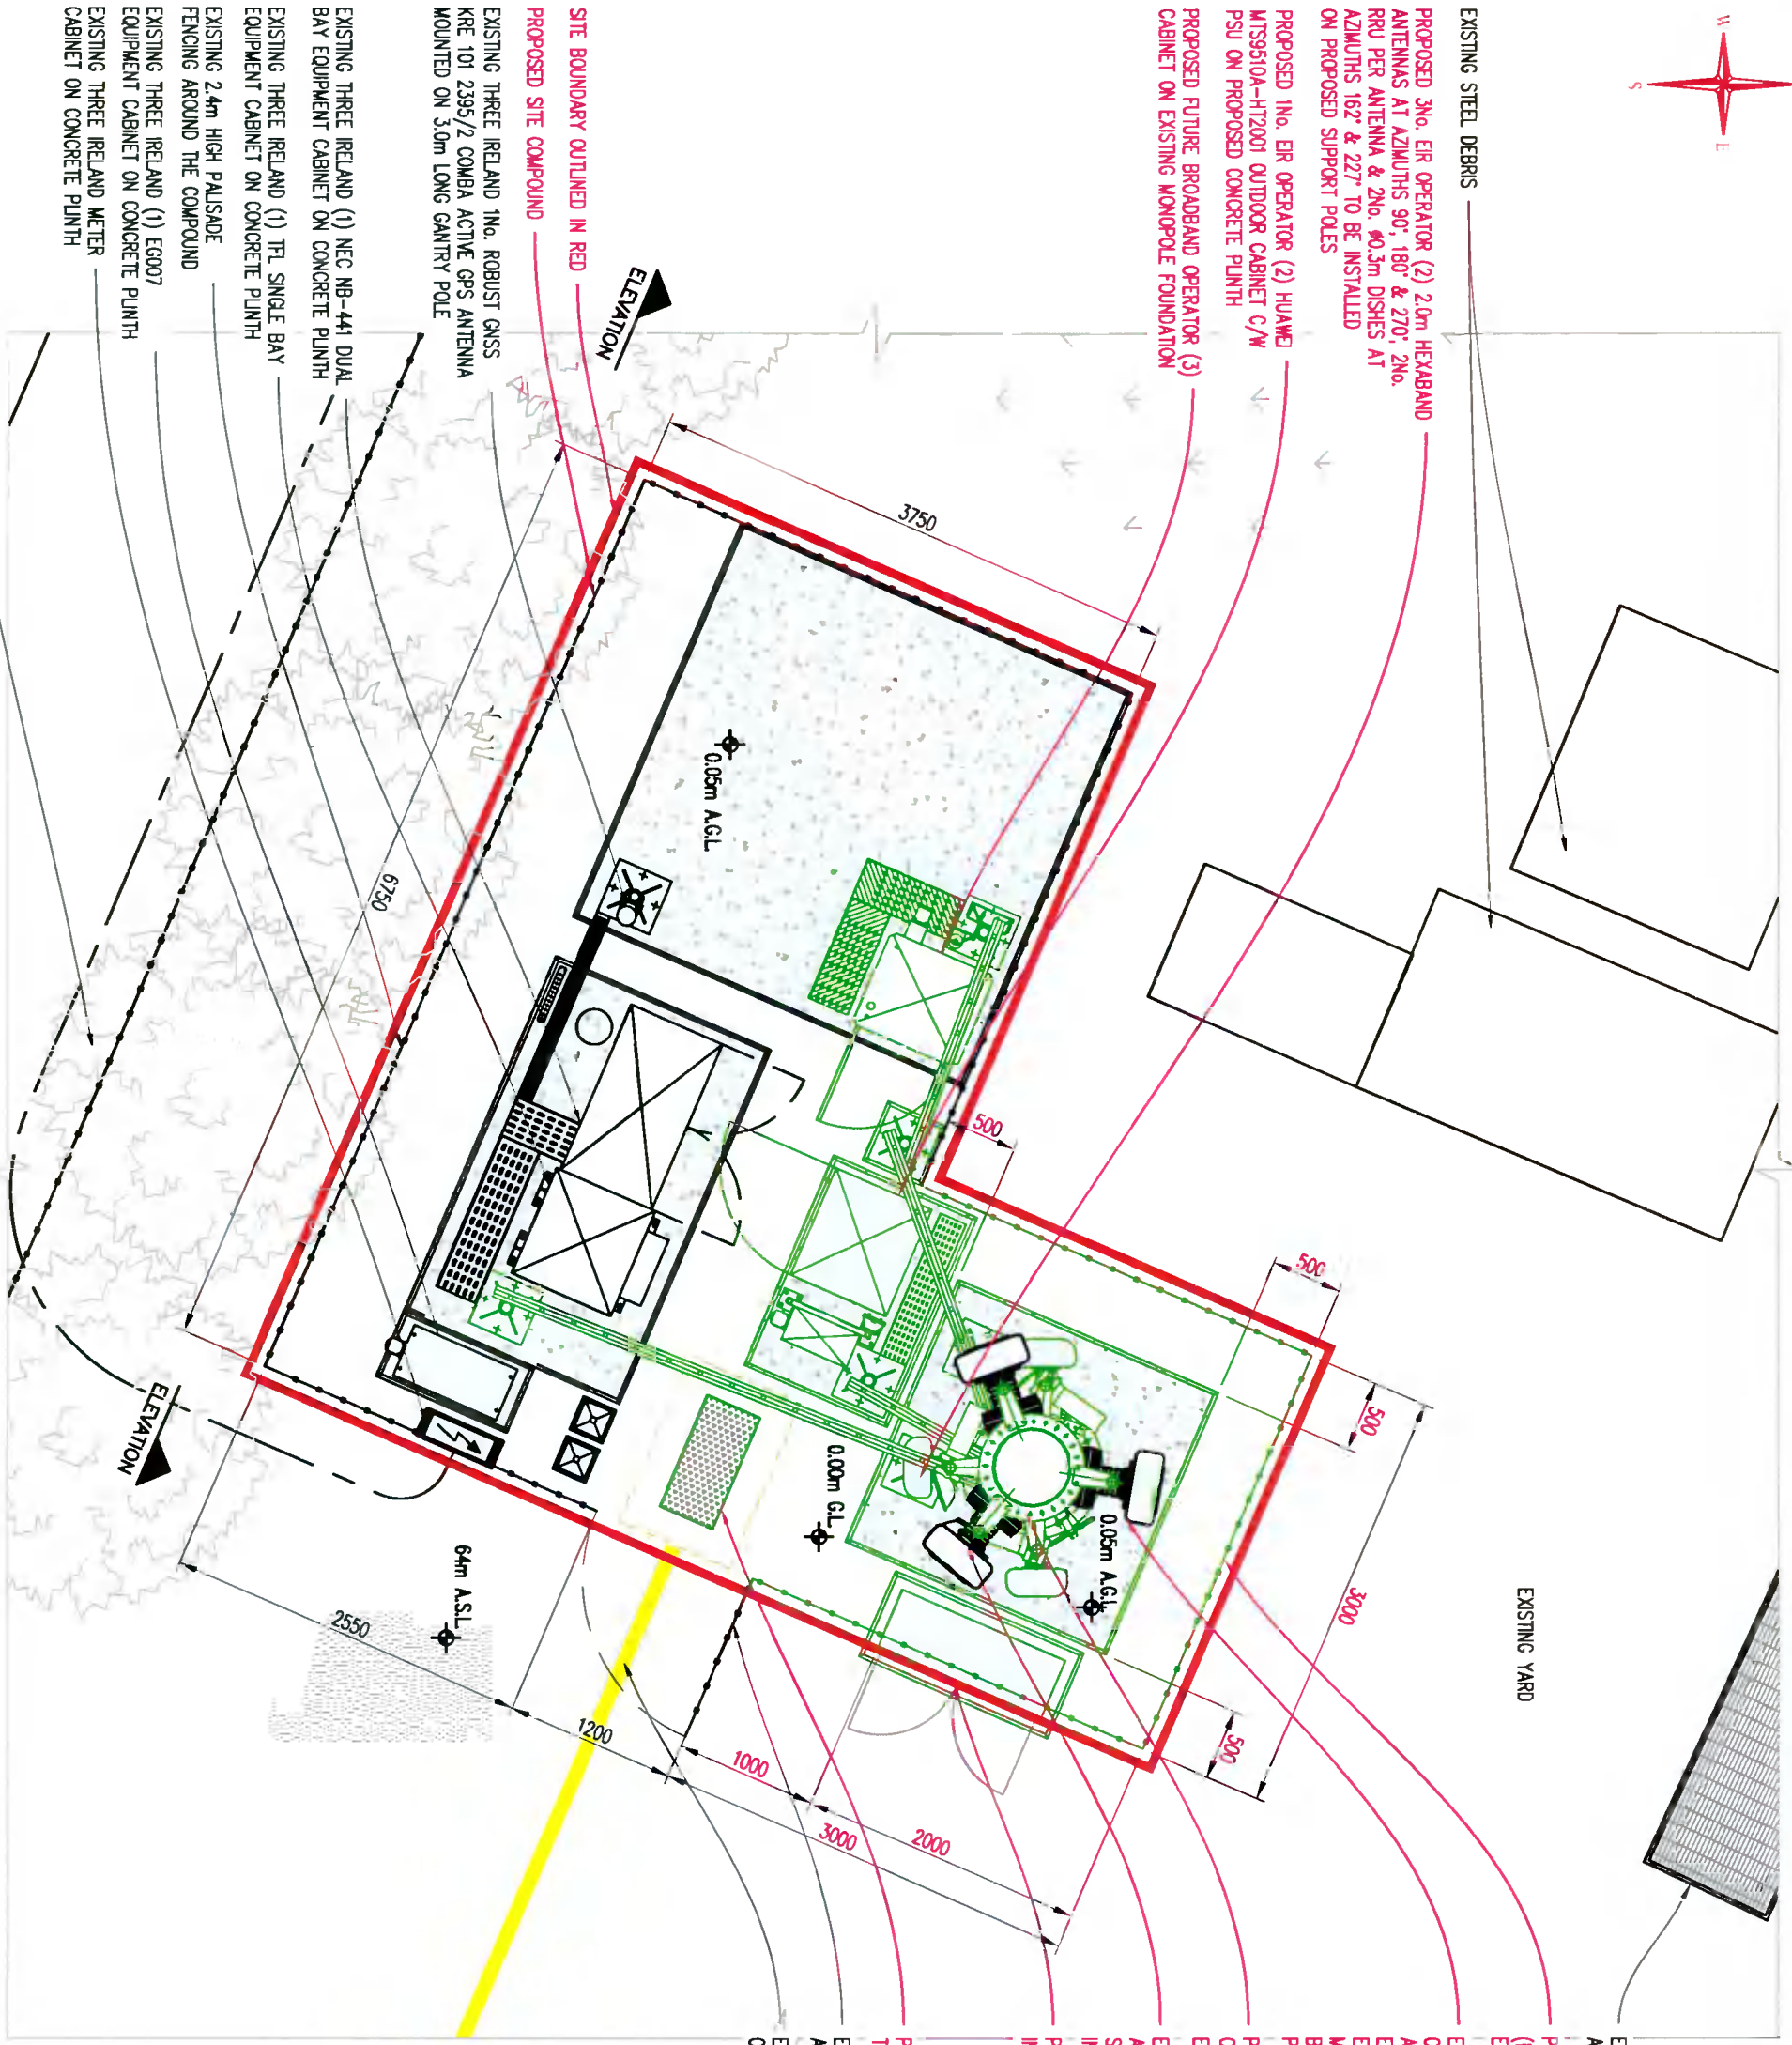 W
S
E
EXISTING STEEL DEBRIS
PROPOSED 3No. EIR OPERATOR (2) 2.0m HEXABAND
ANTENNAS AT AZIMUTHS 90°, 180° & 270°, 2No.
RRU PER ANTENNA & 2No. Ø0.3m DISHES AT
AZIMUTHS 162° & 227° TO BE INSTALLED
ON PROPOSED SUPPORT POLES
PROPOSED 1No. EIR OPERATOR (2) HUAWEI
MTS9510A-HT2001 OUTDOOR CABINET C/W
PSU ON PROPOSED CONCRETE PLINTH
PROPOSED FUTURE BROADBAND OPERATOR (3)
CABINET ON EXISTING MONOPOLE FOUNDATION
SITE BOUNDARY OUTLINED IN RED
PROPOSED SITE COMPOUND
EXISTING THREE IRELAND 1No. ROBUST GNSS
KRE 101 2395/2 COMBA ACTIVE GPS ANTENNA
MOUNTED ON 3.0m LONG GANTRY POLE
EXISTING THREE IRELAND (1) NEC NB-441 DUAL
BAY EQUIPMENT CABINET ON CONCRETE PLINTH
EXISTING THREE IRELAND (1) TFL SINGLE BAY
EQUIPMENT CABINET ON CONCRETE PLINTH
EXISTING 2.4m HIGH PALISADE
FENCING AROUND THE COMPOUND
EXISTING THREE IRELAND (1) EG007
EQUIPMENT CABINET ON CONCRETE PLINTH
EXISTING THREE IRELAND METER
CABINET ON CONCRETE PLINTH
ELEVATION
3750
0.05m A.G.L.
6750
500
500
500
3000
0.05m A.G.L.
0.00m G.L.
500
EXISTING YARD
64m A.S.L.
2550
1200
1000
2000
3000
ELEVATION